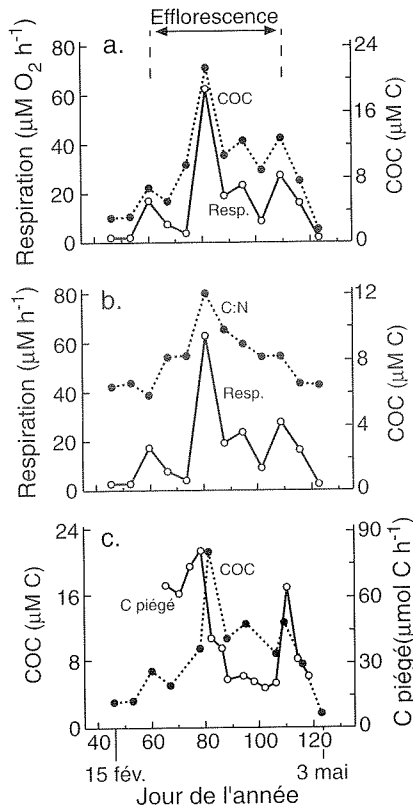 Efflorescence
a.
Respiration (µM O₂ h⁻¹)
80
60
40
20
0
COC
Resp.
24
16
8
0
COC (µM C)
b.
Respiration (µM h⁻¹)
80
60
40
20
0
C:N
Resp.
12
8
4
0
COC (µM C)
c.
COC (µM C)
24
16
8
0
C piégé
COC
90
60
30
0
C piégé(µmol C h⁻¹)
40 60 80 100 120
15 fév. 3 mai
Jour de l'année